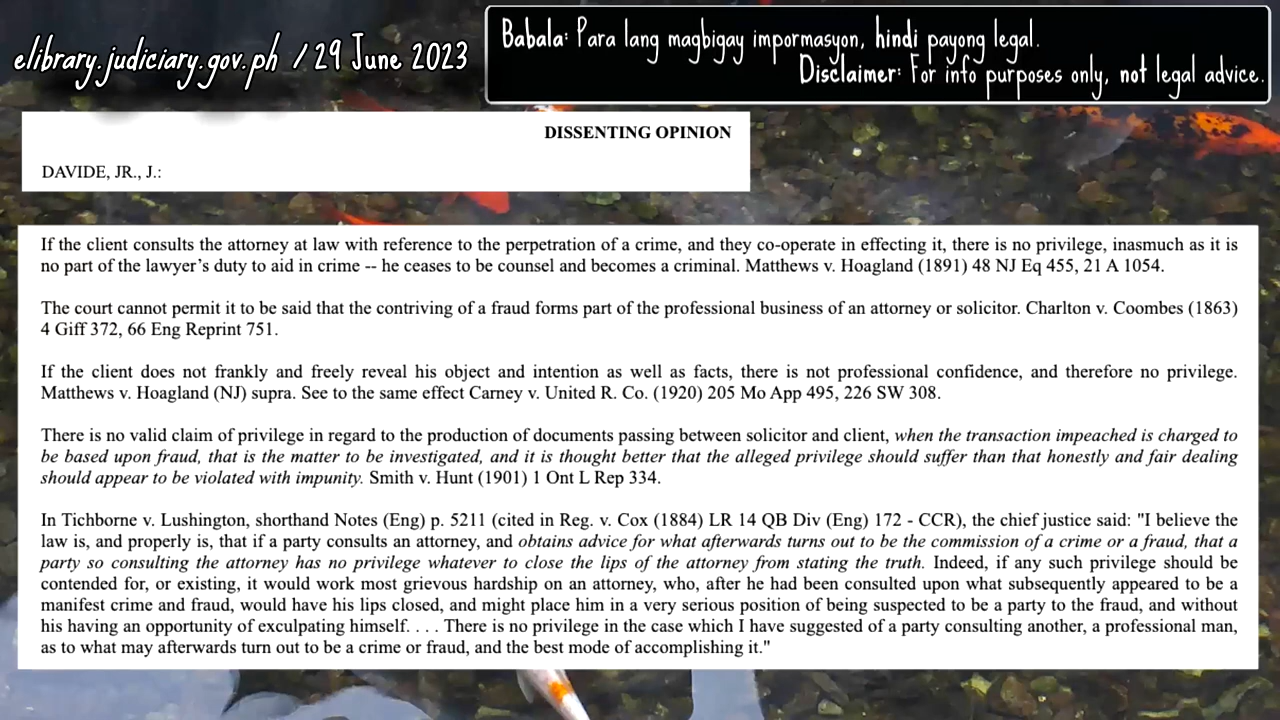 elibrary.judiciary.gov.ph / 29 June 2023
Babala: Para lang magbigay impormasyon, hindi payong legal.
Disclaimer: For info purposes only, not legal advice.
DISSENTING OPINION
DAVIDE, JR., J.:
If the client consults the attorney at law with reference to the perpetration of a crime, and they co-operate in effecting it, there is no privilege, inasmuch as it is
no part of the lawyer’s duty to aid in crime -- he ceases to be counsel and becomes a criminal. Matthews v. Hoagland (1891) 48 NJ Eq 455, 21 A 1054.
The court cannot permit it to be said that the contriving of a fraud forms part of the professional business of an attorney or solicitor. Charlton v. Coombes (1863)
4 Giff 372, 66 Eng Reprint 751.
If the client does not frankly and freely reveal his object and intention as well as facts, there is not professional confidence, and therefore no privilege.
Matthews v. Hoagland (NJ) supra. See to the same effect Carney v. United R. Co. (1920) 205 Mo App 495, 226 SW 308.
There is no valid claim of privilege in regard to the production of documents passing between solicitor and client, when the transaction impeached is charged to
be based upon fraud, that is the matter to be investigated, and it is thought better that the alleged privilege should suffer than that honestly and fair dealing
should appear to be violated with impunity. Smith v. Hunt (1901) 1 Ont L Rep 334.
In Tichborne v. Lushington, shorthand Notes (Eng) p. 5211 (cited in Reg. v. Cox (1884) LR 14 QB Div (Eng) 172 - CCR), the chief justice said: "I believe the
law is, and properly is, that if a party consults an attorney, and obtains advice for what afterwards turns out to be the commission of a crime or a fraud, that a
party so consulting the attorney has no privilege whatever to close the lips of the attorney from stating the truth. Indeed, if any such privilege should be
contended for, or existing, it would work most grievous hardship on an attorney, who, after he had been consulted upon what subsequently appeared to be a
manifest crime and fraud, would have his lips closed, and might place him in a very serious position of being suspected to be a party to the fraud, and without
his having an opportunity of exculpating himself. . . . There is no privilege in the case which I have suggested of a party consulting another, a professional man,
as to what may afterwards turn out to be a crime or fraud, and the best mode of accomplishing it."